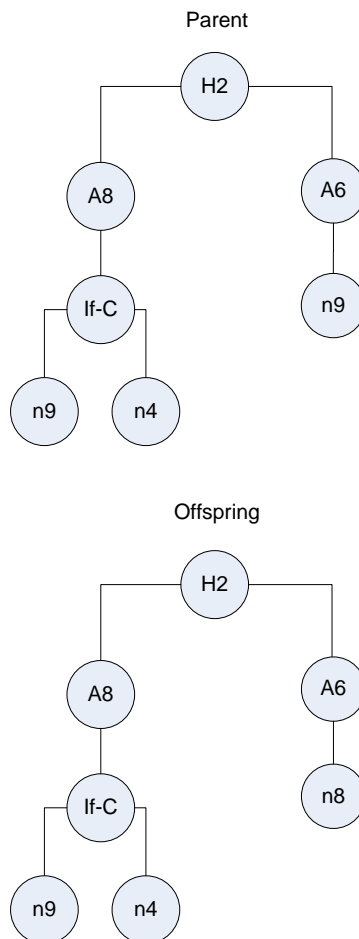 Parent
H2
A8
A6
If-C
n9
n9
n4
Offspring
H2
A8
A6
If-C
n8
n9
n4